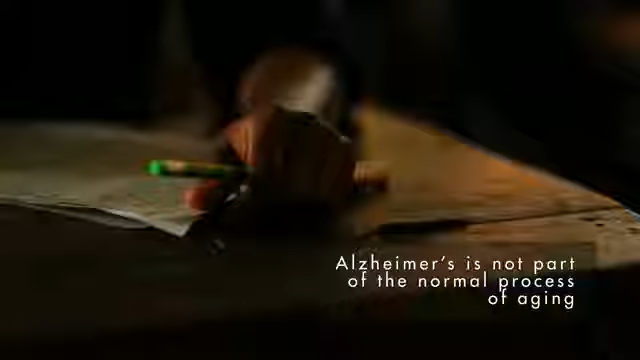 Alzheimer's is not part
of the normal process
of aging